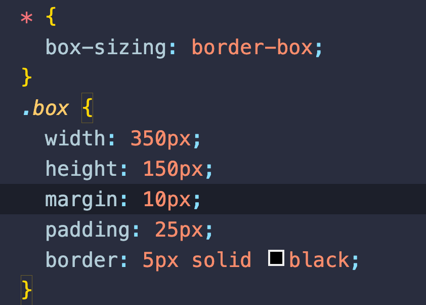 * {
  box-sizing: border-box;
}
.box {
  width: 350px;
  height: 150px;
  margin: 10px;
  padding: 25px;
  border: 5px solid black;
}